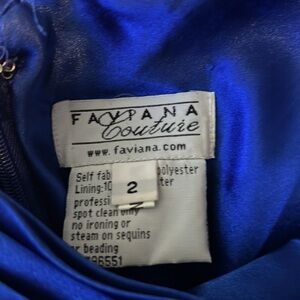 FAVIANA
Couture
www. faviana.com
Self fab polyester
Lining:10 ter
2
professi
spot clean only
no ironing or
steam on sequins
or beading
96551